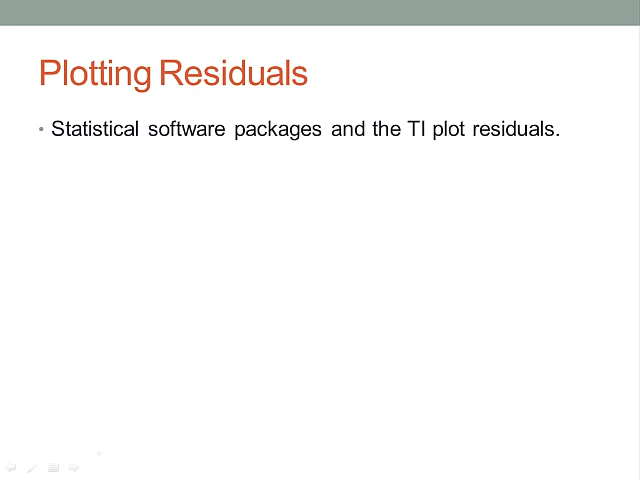 Plotting Residuals
• Statistical software packages and the TI plot residuals.